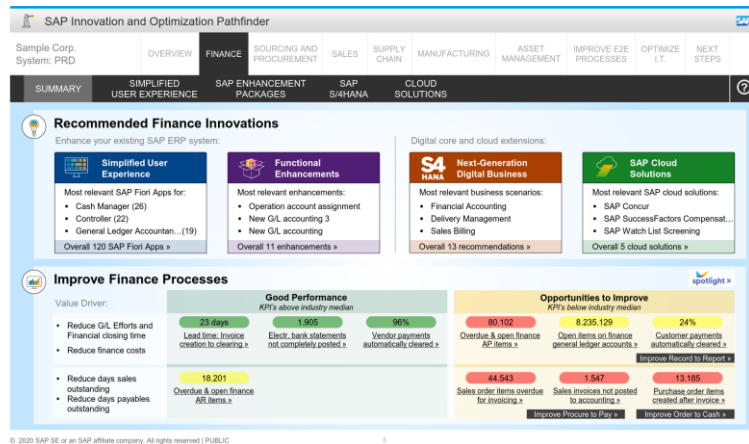 SAP Innovation and Optimization Pathfinder
SAP
Sample Corp.
System: PRD
OVERVIEW
FINANCE
SOURCING AND
PROCUREMENT
SALES
SUPPLY
CHAIN
MANUFACTURING
ASSET
MANAGEMENT
IMPROVE E2E
PROCESSES
OPTIMIZE
I.T.
NEXT
STEPS
SUMMARY
SIMPLIFIED
USER EXPERIENCE
SAP ENHANCEMENT
PACKAGES
SAP
S/4HANA
CLOUD
SOLUTIONS
?
Recommended Finance Innovations
Enhance your existing SAP ERP system:
Digital core and cloud extensions:
Simplified User
Experience
Most relevant SAP Fiori Apps for:
▪ Cash Manager (26)
▪ Controller (22)
▪ General Ledger Accountan...(19)
Overall 120 SAP Fiori Apps »
Functional
Enhancements
Most relevant enhancements:
▪ Operation account assignment
▪ New G/L accounting 3
▪ New G/L accounting
Overall 11 enhancements »
S4
HANA
Next-Generation
Digital Business
Most relevant business scenarios:
▪ Financial Accounting
▪ Delivery Management
▪ Sales Billing
Overall 13 recommendations »
SAP Cloud
Solutions
Most relevant SAP cloud solutions:
▪ SAP Concur
▪ SAP SuccessFactors Compensat...
▪ SAP Watch List Screening
Overall 5 cloud solutions »
Improve Finance Processes
spotlight »
Value Driver:
Good Performance
KPI's above industry median
Opportunities to Improve
KPI's below industry median
▪ Reduce G/L Efforts and
Financial closing time
▪ Reduce finance costs
23 days
Lead time: Invoice
creation to clearing »
1.905
Electr. bank statements
not completely posted »
96%
Vendor payments
automatically cleared »
80.102
Overdue & open finance
AP items »
8.235.129
Open items on finance
general ledger accounts »
24%
Customer payments
automatically cleared »
Improve Record to Report »
▪ Reduce days sales
outstanding
▪ Reduce days payables
outstanding
18.201
Overdue & open finance
AR items »
44.543
Sales order items overdue
for invoicing »
1.547
Sales invoices not posted
to accounting »
13.185
Purchase order items
created after invoice »
Improve Procure to Pay »
Improve Order to Cash »
© 2020 SAP SE or an SAP affiliate company. All rights reserved | PUBLIC